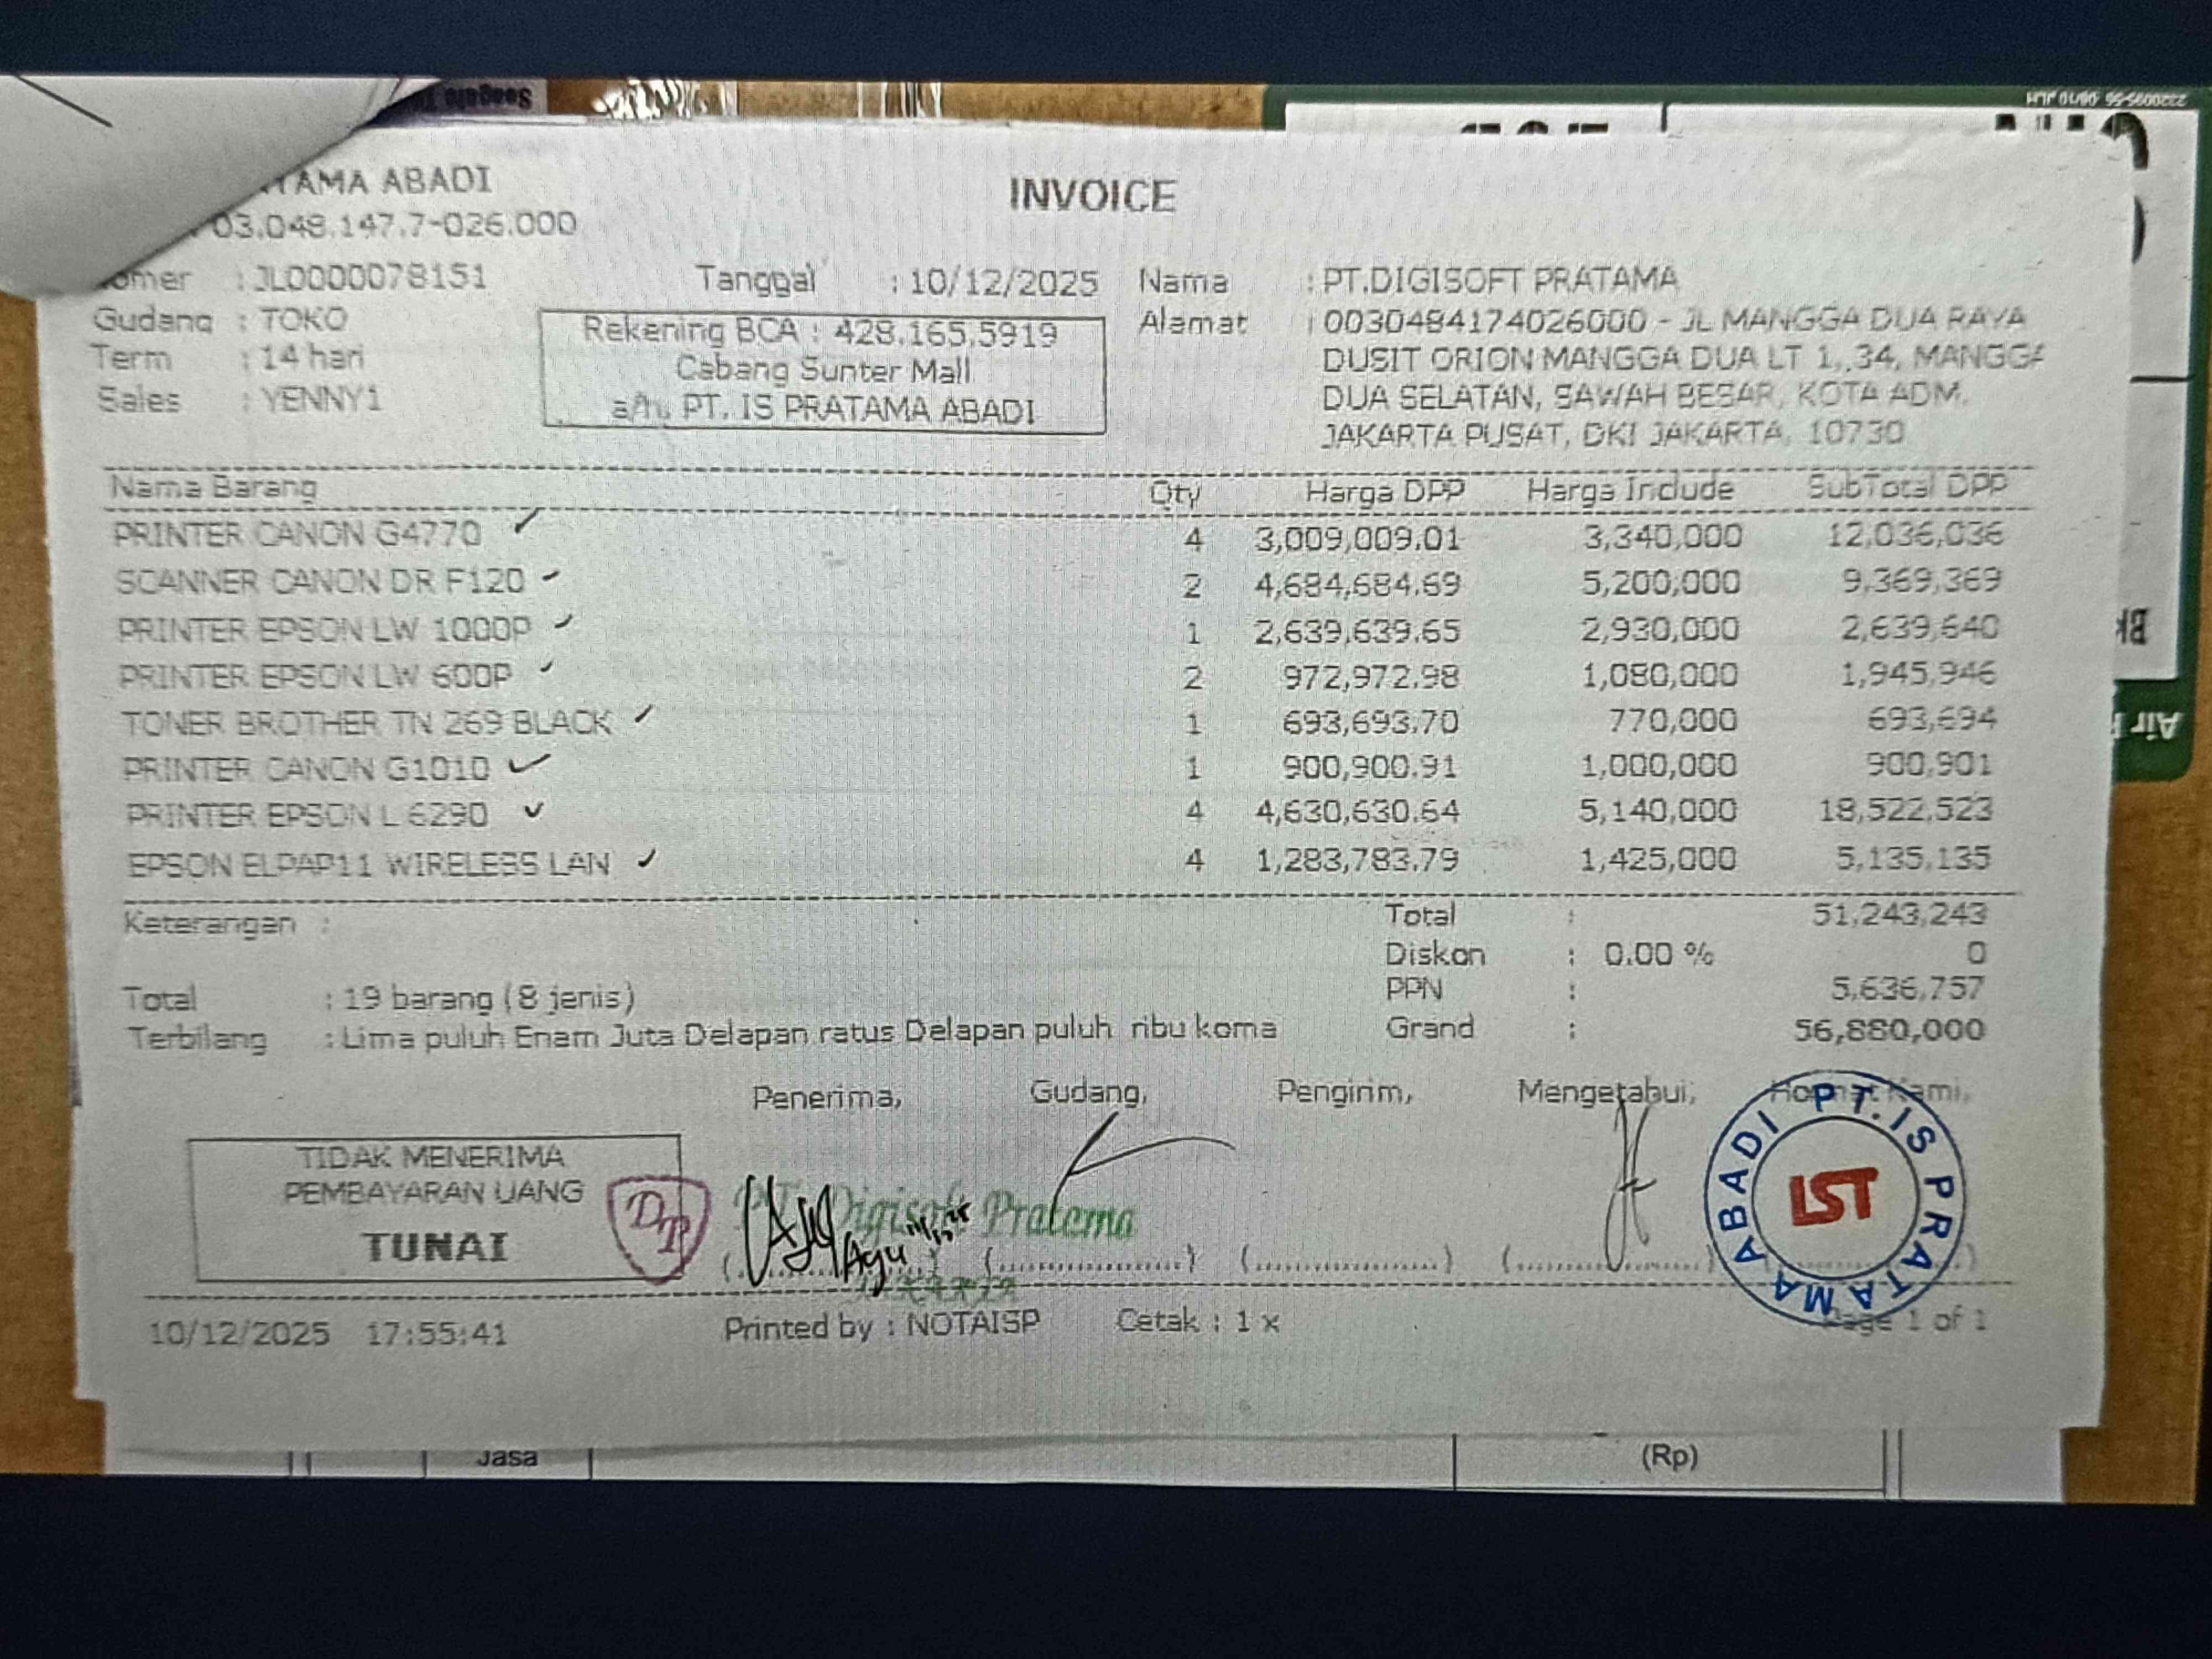 TAMA ABADI
03.048.147.7-026.000
INVOICE
omer : JL0000078151
Gudang : TOKO
Term : 14 hari
Sales : YENNY1
Tanggal : 10/12/2025
Rekening BCA : 428.165.5919
Cabang Sunter Mall
a/n. PT. IS PRATAMA ABADI
Nama : PT.DIGISOFT PRATAMA
Alamat : 0030484174026000 - JL MANGGA DUA RAYA
DUSIT ORION MANGGA DUA LT 1,.34, MANGGA
DUA SELATAN, SAWAH BESAR, KOTA ADM.
JAKARTA PUSAT, DKI JAKARTA, 10730
Nama Barang Qty Harga DPP Harga Include SubTotal DPP
PRINTER CANON G4770 4 3,009,009.01 3,340,000 12,036,036
SCANNER CANON DR F120 2 4,684,684.69 5,200,000 9,369,369
PRINTER EPSON LW 1000P 1 2,639,639.65 2,930,000 2,639,640
PRINTER EPSON LW 600P 2 972,972.98 1,080,000 1,945,946
TONER BROTHER TN 269 BLACK 1 693,693.70 770,000 693,694
PRINTER CANON G1010 1 900,900.91 1,000,000 900,901
PRINTER EPSON L 6290 4 4,630,630.64 5,140,000 18,522,523
EPSON ELPAP11 WIRELESS LAN 4 1,283,783.79 1,425,000 5,135,135
Keterangan :
Total : 51,243,243
Diskon : 0.00 % 0
PPN : 5,636,757
Grand : 56,880,000
Total : 19 barang (8 jenis)
Terbilang : Lima puluh Enam Juta Delapan ratus Delapan puluh ribu koma
Penerima, Gudang, Pengirim, Mengetahui, Hormat Kami,
TIDAK MENERIMA
PEMBAYARAN UANG
TUNAI
DP
PT. Digisoft Pratama
Ayu
PT. IS PRATAMA ABADI
IST
10/12/2025 17:55:41
Printed by : NOTAISP
Cetak : 1 x
Page 1 of 1
Jasa
(Rp)
Seagate
2220095-55 06/10 JLM
Air